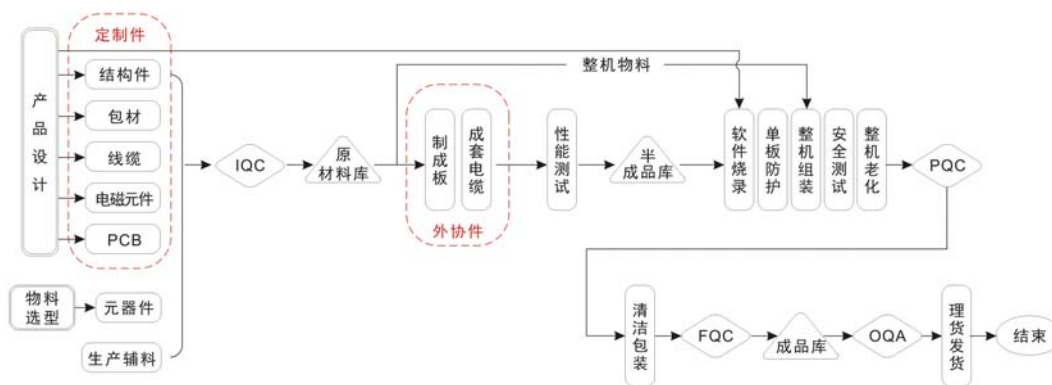 产品设计
定制件
结构件
包材
线缆
电磁元件
PCB
物料
选型
元器件
生产辅料
IQC
原
材料库
整机物料
制成板
成套电缆
外协件
性能测试
半
成品库
软件烧录
单板防护
整机组装
安全测试
整机老化
PQC
清洁包装
FQC
成品库
OQA
理货发货
结束